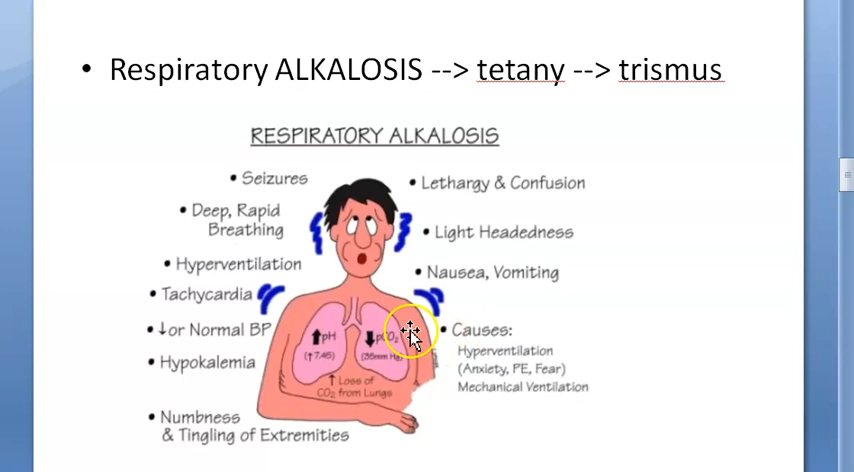 • Respiratory ALKALOSIS --> tetany --> trismus
RESPIRATORY ALKALOSIS
• Seizures
• Deep, Rapid
Breathing
• Hyperventilation
• Tachycardia
• ↓or Normal BP
• Hypokalemia
• Numbness
& Tingling of Extremities
• Lethargy & Confusion
• Light Headedness
• Nausea, Vomiting
• Causes:
Hyperventilation
(Anxiety, PE, Fear)
Mechanical Ventilation
↑pH
(↑7.45)
↓pCO₂
(35mm Hg)
↑ Loss of
CO₂ from Lungs